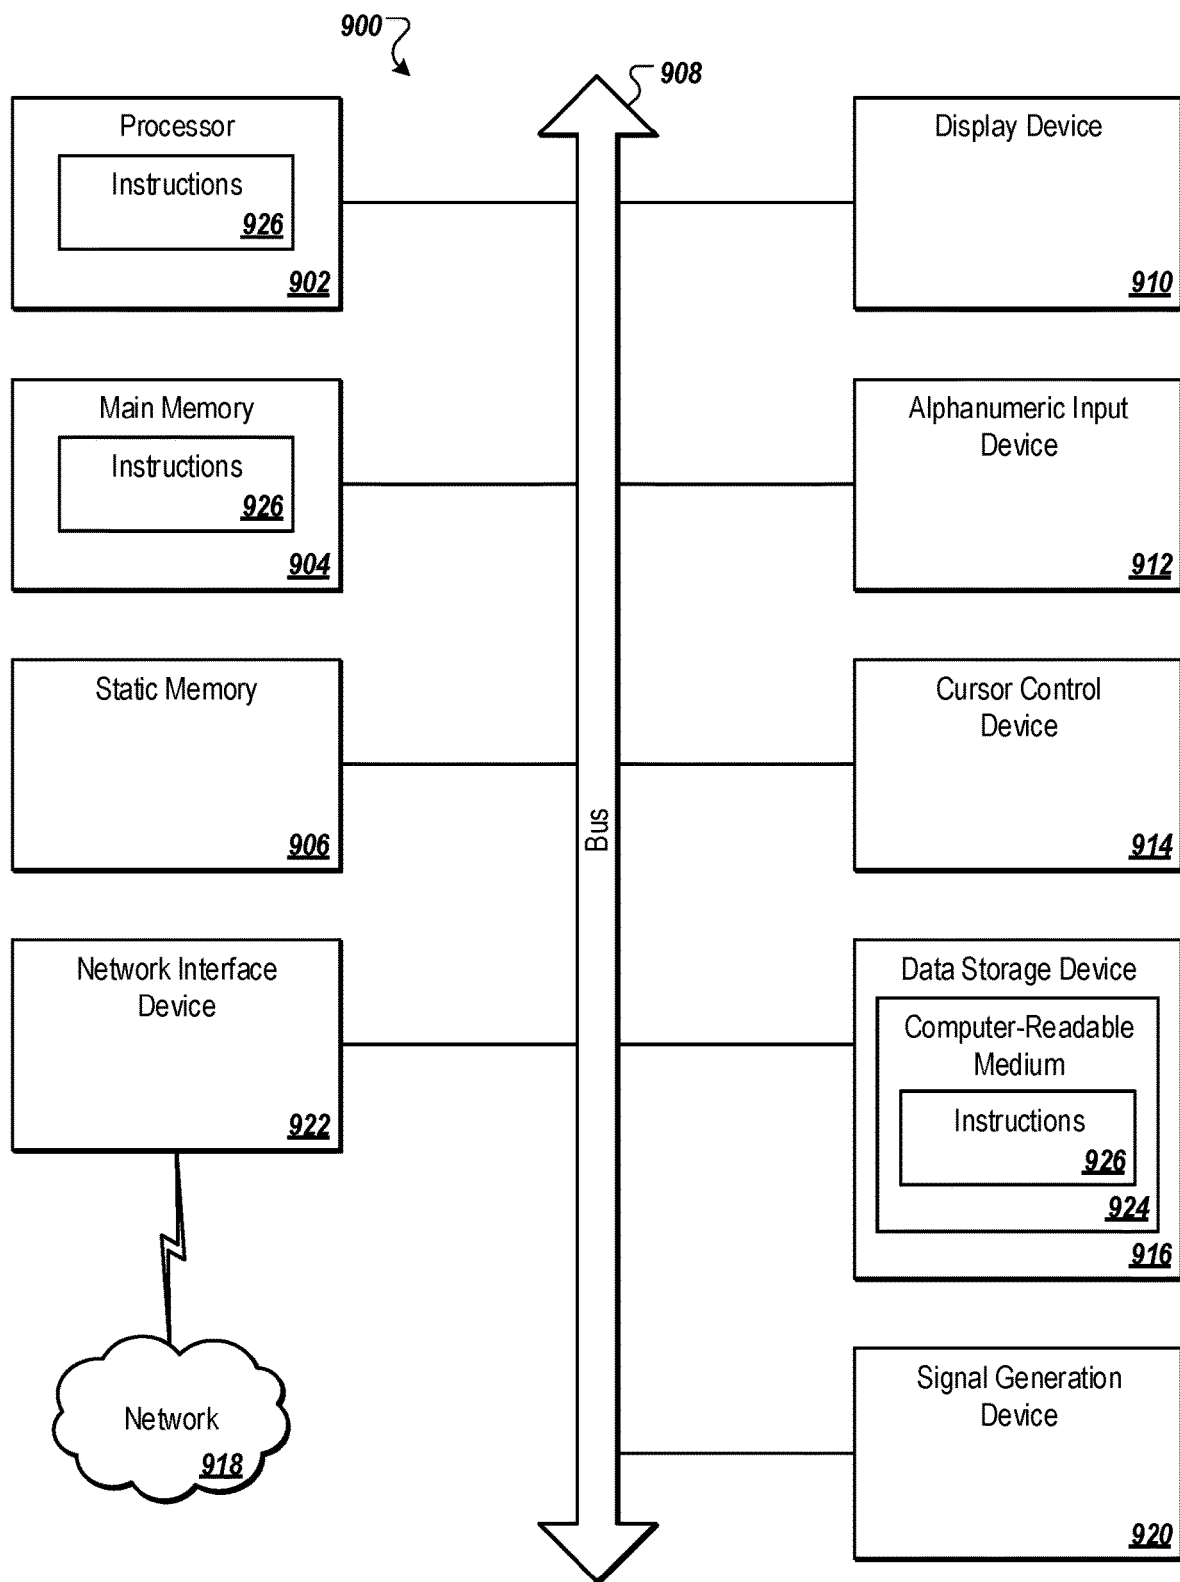 900
908
Processor
Instructions
926
902
Display Device
910
Main Memory
Instructions
926
904
Alphanumeric Input
Device
912
Static Memory
906
Cursor Control
Device
914
Bus
Network Interface
Device
922
Data Storage Device
Computer-Readable
Medium
Instructions
926
924
916
Network
918
Signal Generation
Device
920